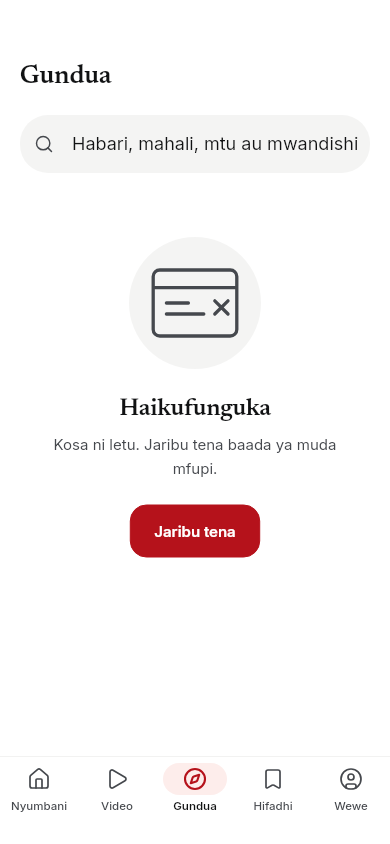 Gundua
Habari, mahali, mtu au mwandishi
Haikufunguka
Kosa ni letu. Jaribu tena baada ya muda
mfupi.
Jaribu tena
Nyumbani
Video
Gundua
Hifadhi
Wewe